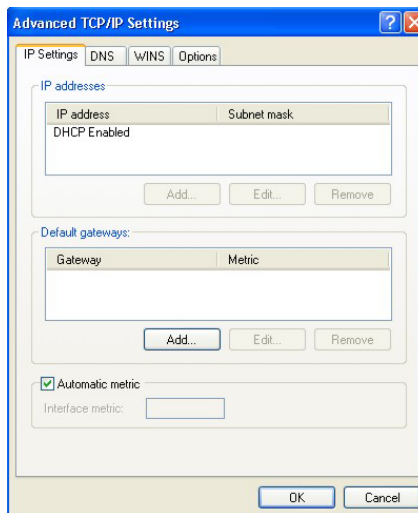 Advanced TCP/IP Settings
IP Settings DNS WINS Options
IP addresses
IP address Subnet mask
DHCP Enabled
Add... Edit... Remove
Default gateways:
Gateway Metric
Add... Edit... Remove
Automatic metric
Interface metric:
OK Cancel